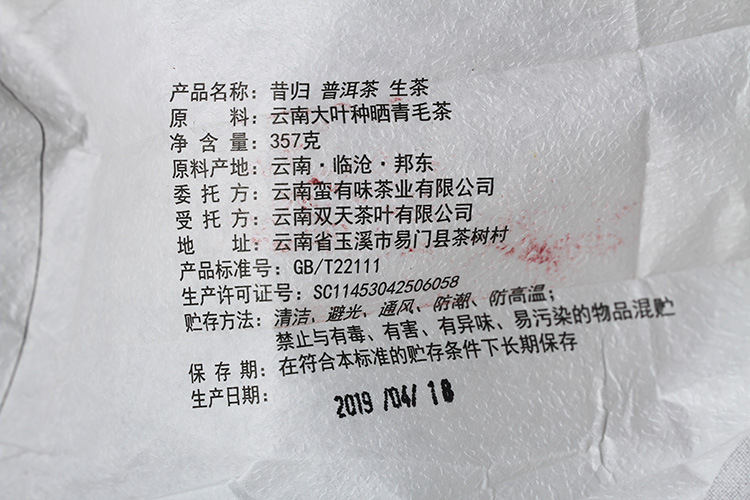 产品名称：昔归 普洱茶 生茶
原 料：云南大叶种晒青毛茶
净 含 量：357克
原料产地：云南·临沧·邦东
委 托 方：云南蛮有味茶业有限公司
受 托 方：云南双天茶叶有限公司
地 址：云南省玉溪市易门县茶树村
产品标准号：GB/T22111
生产许可证号：SC11453042506058
贮存方法：清洁、避光、通风、防潮、防高温；
禁止与有毒、有害、有异味、易污染的物品混贮
保 存 期：在符合本标准的贮存条件下长期保存
生产日期：
2019 /04/ 18